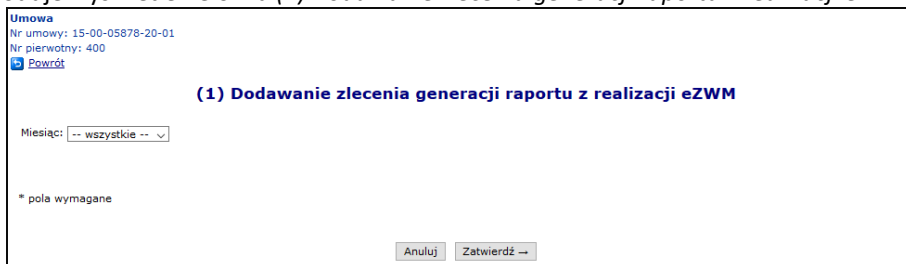 Umowa
Nr umowy: 15-00-05878-20-01
Nr pierwotny: 400
Powrót
(1) Dodawanie zlecenia generacji raportu z realizacji eZWM
Miesiąc: -- wszystkie --
* pola wymagane
Anuluj Zatwierdź →